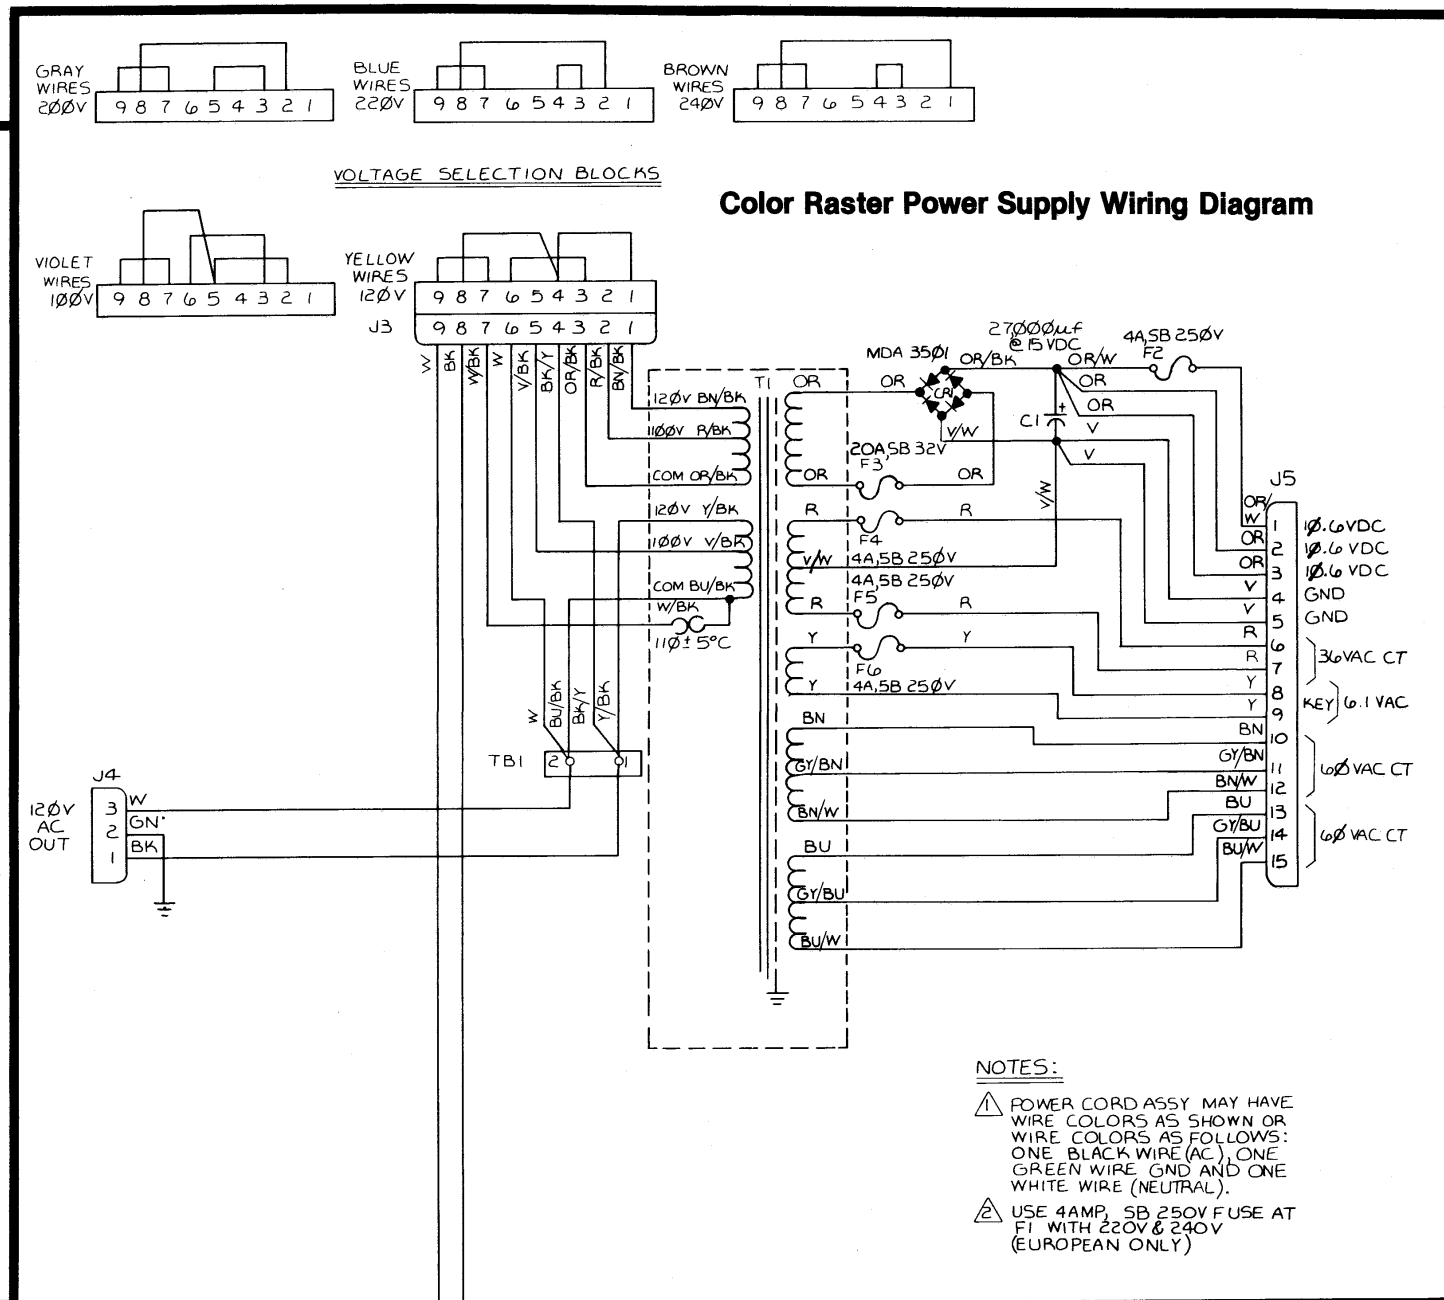 GRAY
WIRES
2ØØV
9 8 7 6 5 4 3 2 1
BLUE
WIRES
22ØV
9 8 7 6 5 4 3 2 1
BROWN
WIRES
24ØV
9 8 7 6 5 4 3 2 1
VOLTAGE SELECTION BLOCKS
Color Raster Power Supply Wiring Diagram
VIOLET
WIRES
1ØØV
9 8 7 6 5 4 3 2 1
YELLOW
WIRES
12ØV
9 8 7 6 5 4 3 2 1
J3
9 8 7 6 5 4 3 2 1
W
BK
W/BK
W
V/BK
BK/Y
OR/BK
R/BK
BN/BK
T1
12ØV BN/BK
1ØØV R/BK
COM OR/BK
12ØV Y/BK
1ØØV V/BK
COM BU/BK
W/BK
11Ø±5°C
W
BU/BK
BK/Y
Y/BK
TB1
2
1
J4
12ØV
AC
OUT
3
2
1
W
GN
BK
OR
OR
MDA 35Ø1
CR1
OR/BK
V/W
27,ØØØµf
@ 15 VDC
C1
+
OR/W
4A,SB 25ØV
F2
OR
OR
V
V
V/W
2ØA,SB 32V
F3
OR
OR
R
F4
R
V/W
4A,SB 25ØV
4A,SB 25ØV
F5
R
R
Y
F6
Y
Y
4A,SB 25ØV
BN
GY/BN
BN/W
BU
GY/BU
BU/W
J5
OR/
W
1
1Ø.6VDC
OR
2
1Ø.6 VDC
OR
3
1Ø.6 VDC
V
4
GND
V
5
GND
R
6
R
7
36VAC CT
Y
8
Y
9
KEY
6.1 VAC
BN
10
GY/BN
11
BN/W
12
6Ø VAC CT
BU
13
GY/BU
14
BU/W
15
6Ø VAC CT
NOTES:
1 POWER CORD ASSY MAY HAVE
WIRE COLORS AS SHOWN OR
WIRE COLORS AS FOLLOWS:
ONE BLACK WIRE (AC), ONE
GREEN WIRE GND AND ONE
WHITE WIRE (NEUTRAL).
2 USE 4AMP, SB 250V FUSE AT
F1 WITH 220V & 240V
(EUROPEAN ONLY)